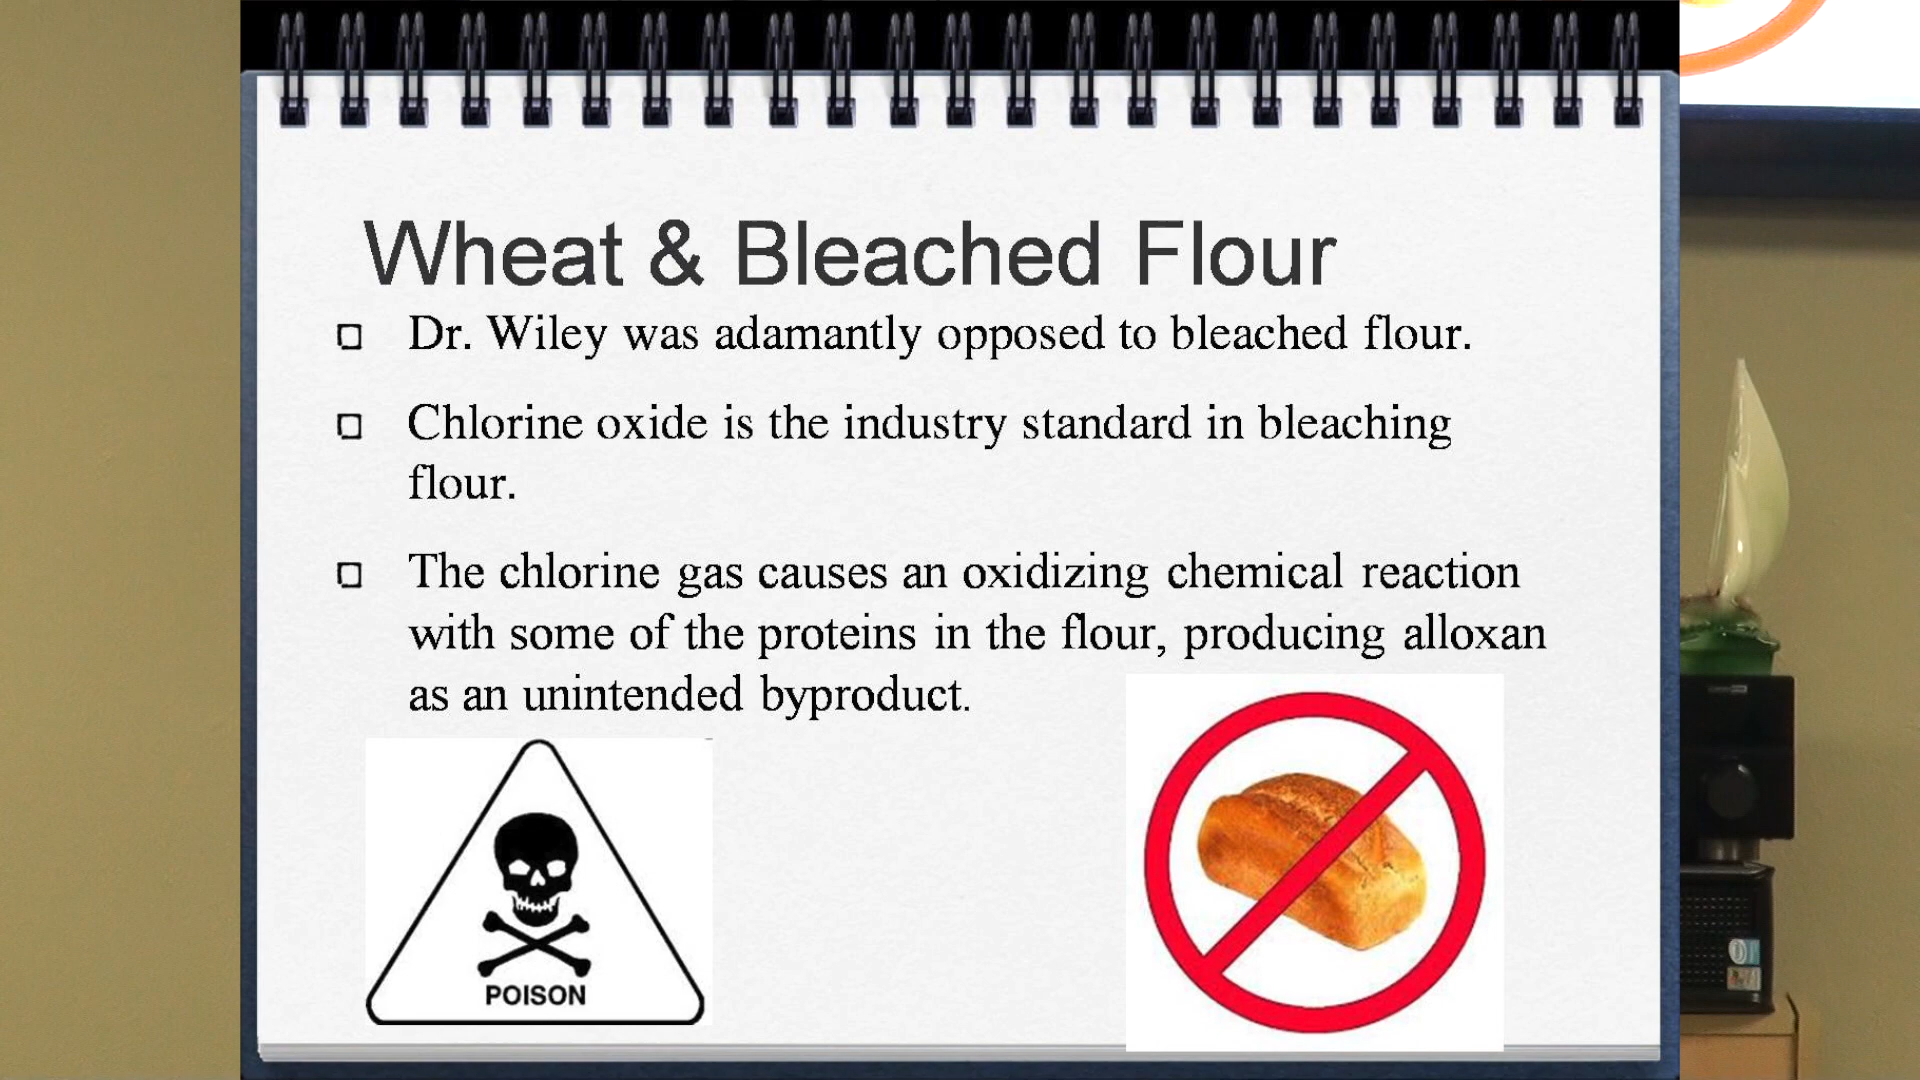 Wheat & Bleached Flour
Dr. Wiley was adamantly opposed to bleached flour.
Chlorine oxide is the industry standard in bleaching
flour.
The chlorine gas causes an oxidizing chemical reaction
with some of the proteins in the flour, producing alloxan
as an unintended byproduct.
POISON